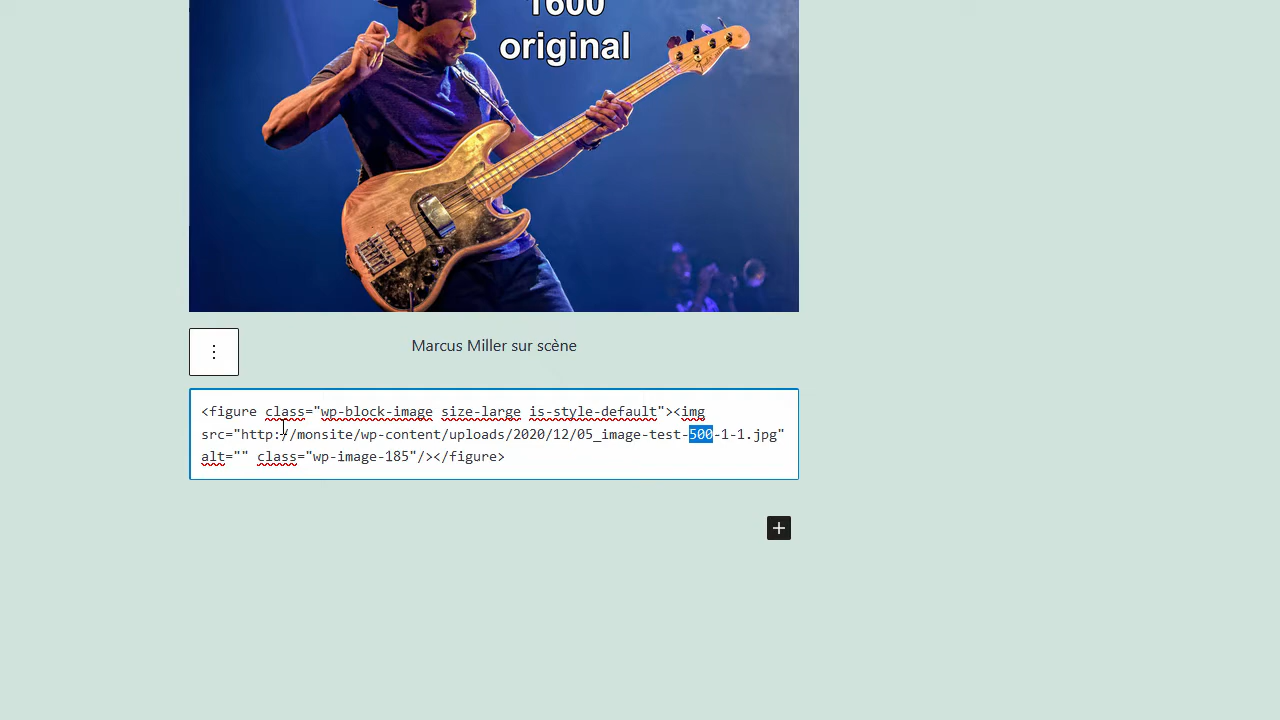 1600
original
Marcus Miller sur scène
<figure class="wp-block-image size-large is-style-default"><img
src="http://monsite/wp-content/uploads/2020/12/05_image-test-500-1-1.jpg"
alt="" class="wp-image-185"/></figure>